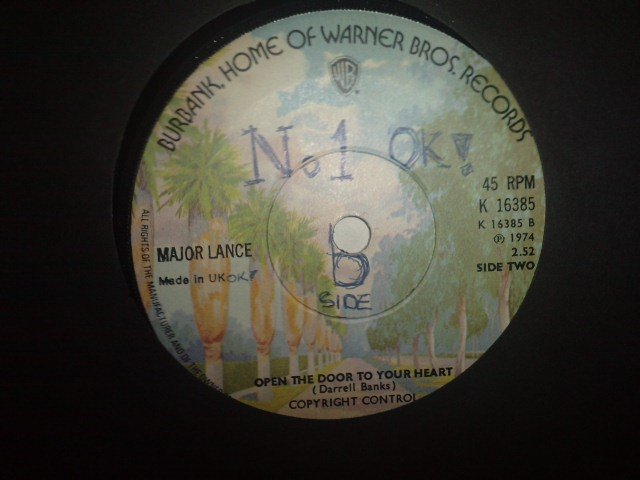 BURBANK, HOME OF WARNER BROS. RECORDS
WB
N.1 OK!
45 RPM
K 16385
K 16385 B
Ⓟ 1974
2.52
SIDE TWO
MAJOR LANCE
Made in UK OK!
B
SIDE
ALL RIGHTS OF THE MANUFACTURER AND OF THE
OPEN THE DOOR TO YOUR HEART
(Darrell Banks)
COPYRIGHT CONTROL